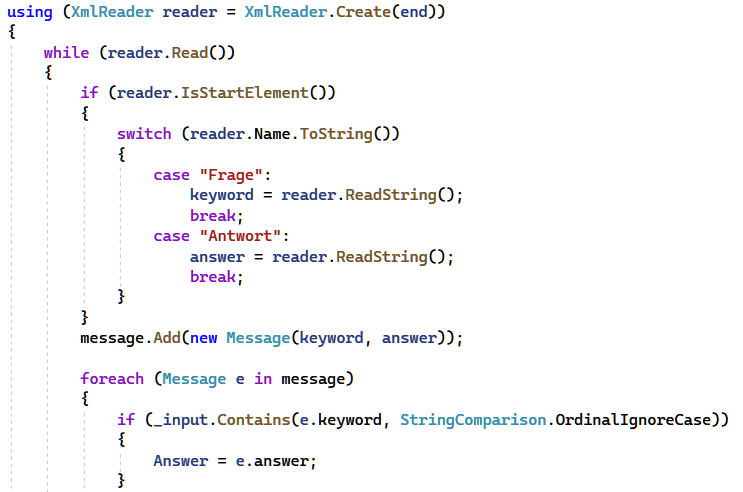 using (XmlReader reader = XmlReader.Create(end))
{
while (reader.Read())
{
if (reader.IsStartElement())
{
switch (reader.Name.ToString())
{
case "Frage":
keyword = reader.ReadString();
break;
case "Antwort":
answer = reader.ReadString();
break;
}
}
message.Add(new Message(keyword, answer));
foreach (Message e in message)
{
if (_input.Contains(e.keyword, StringComparison.OrdinalIgnoreCase))
{
Answer = e.answer;
}